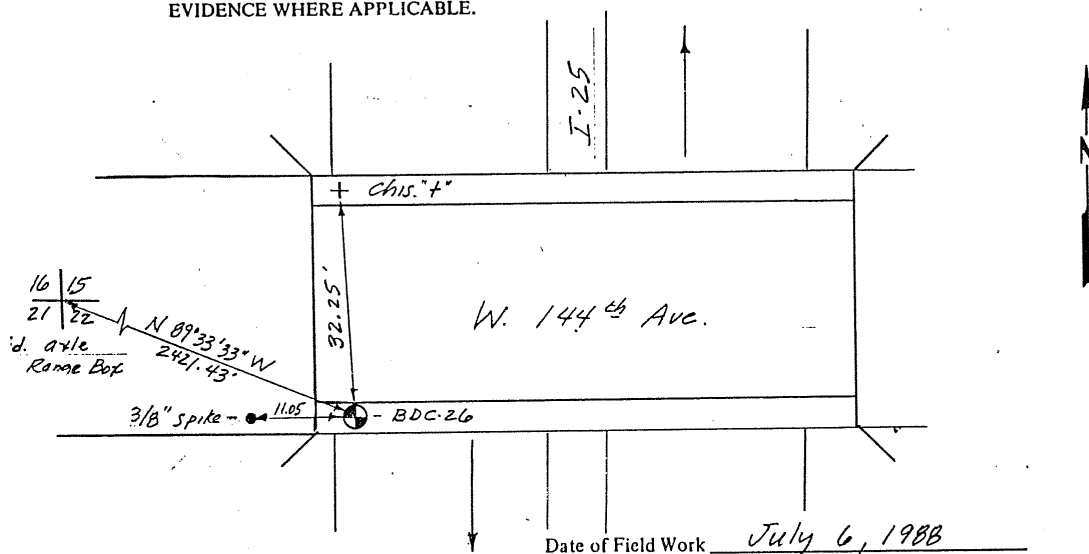 EVIDENCE WHERE APPLICABLE.
I-25
N
+ Chis. "+"
32.25'
16 15
21 22
'd. axle
Range Box
N 89°33'33" W
2421.43'
W. 144th Ave.
3/8" spike - 11.05 - BDC-26
Date of Field Work July 6, 1988